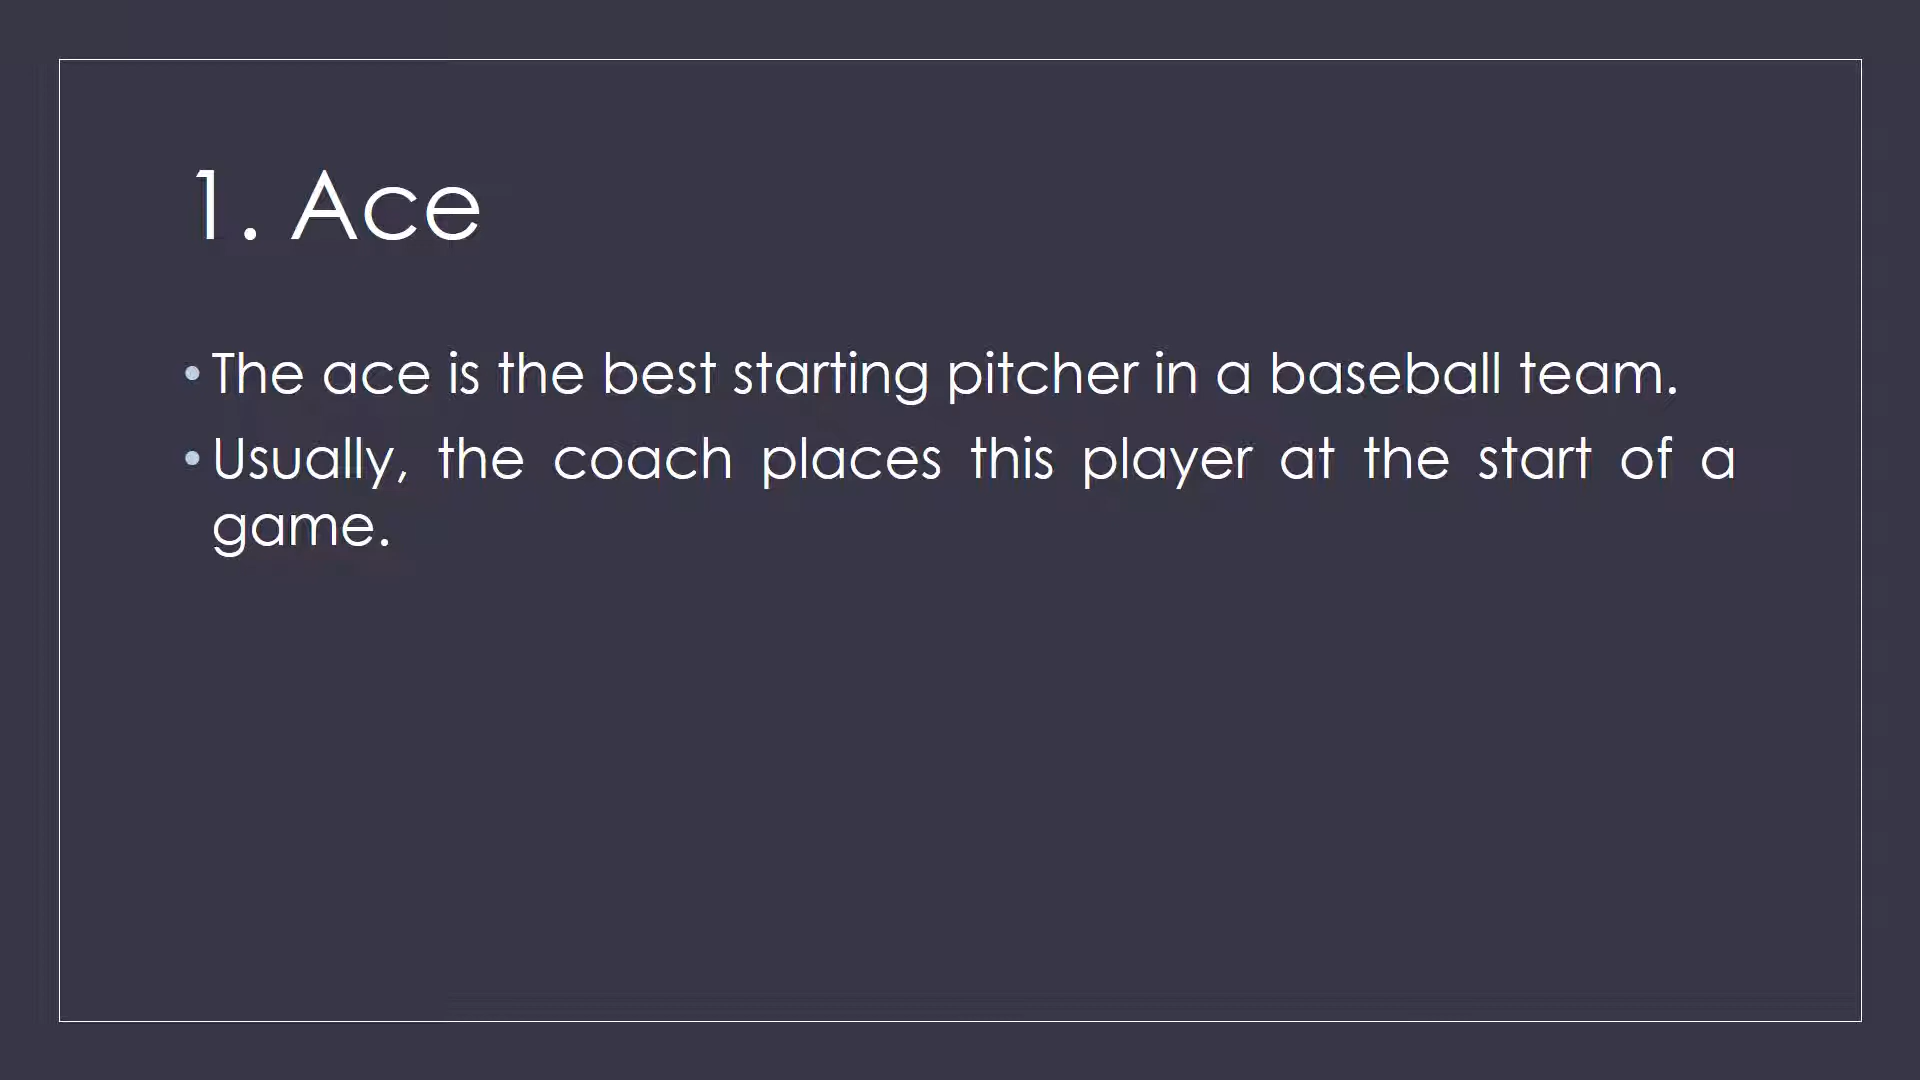 1. Ace
• The ace is the best starting pitcher in a baseball team.
• Usually, the coach places this player at the start of a
game.